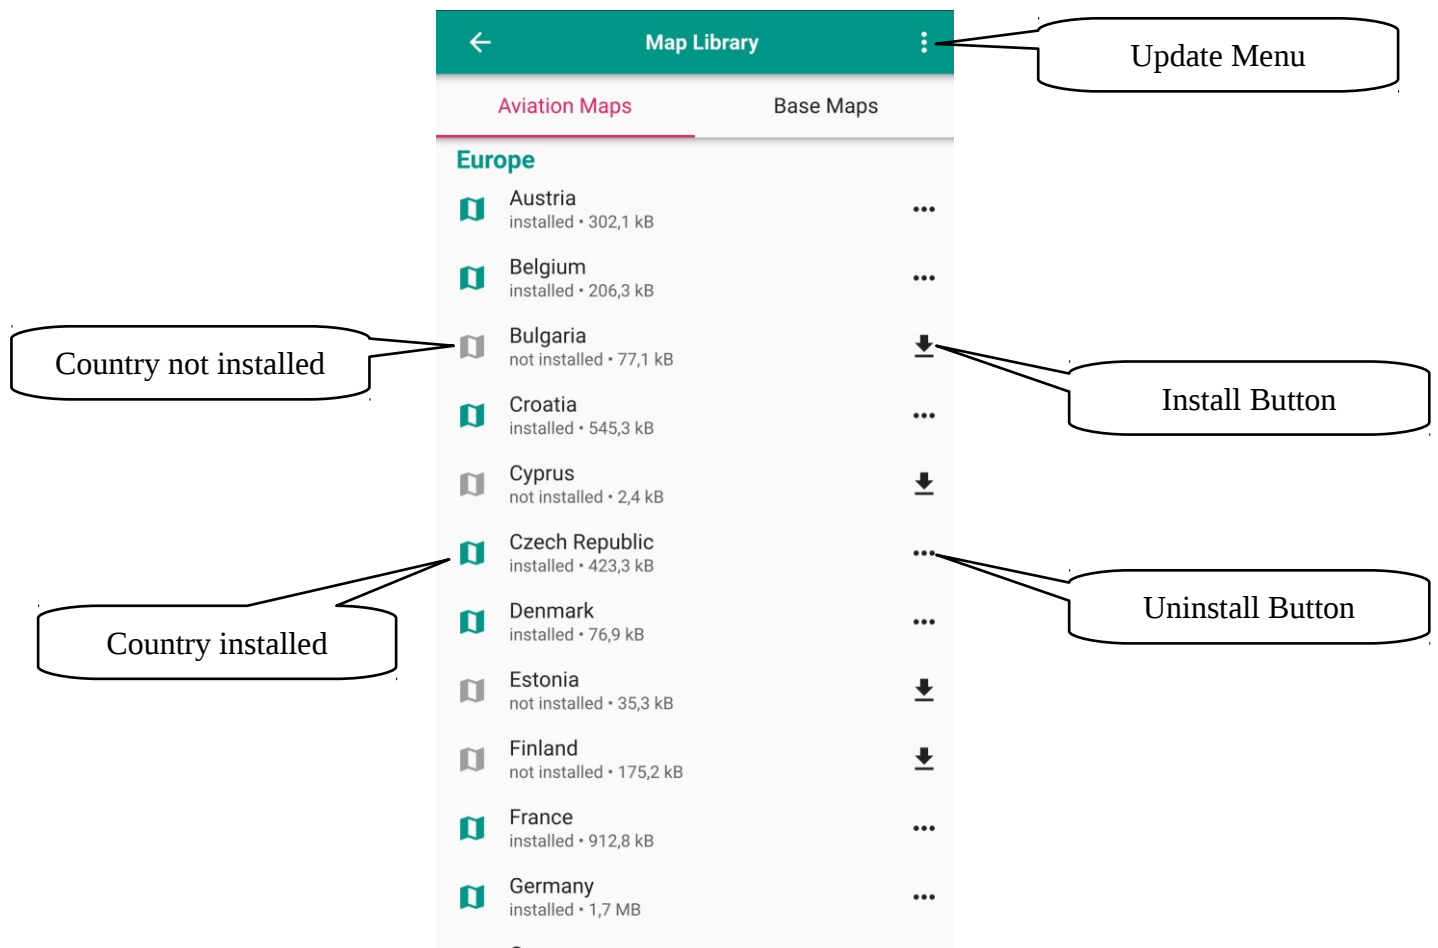 Map Library
Update Menu
Aviation Maps
Base Maps
Europe
Austria
installed • 302,1 kB
Belgium
installed • 206,3 kB
Bulgaria
not installed • 77,1 kB
Country not installed
Install Button
Croatia
installed • 545,3 kB
Cyprus
not installed • 2,4 kB
Czech Republic
installed • 423,3 kB
Uninstall Button
Denmark
installed • 76,9 kB
Country installed
Estonia
not installed • 35,3 kB
Finland
not installed • 175,2 kB
France
installed • 912,8 kB
Germany
installed • 1,7 MB